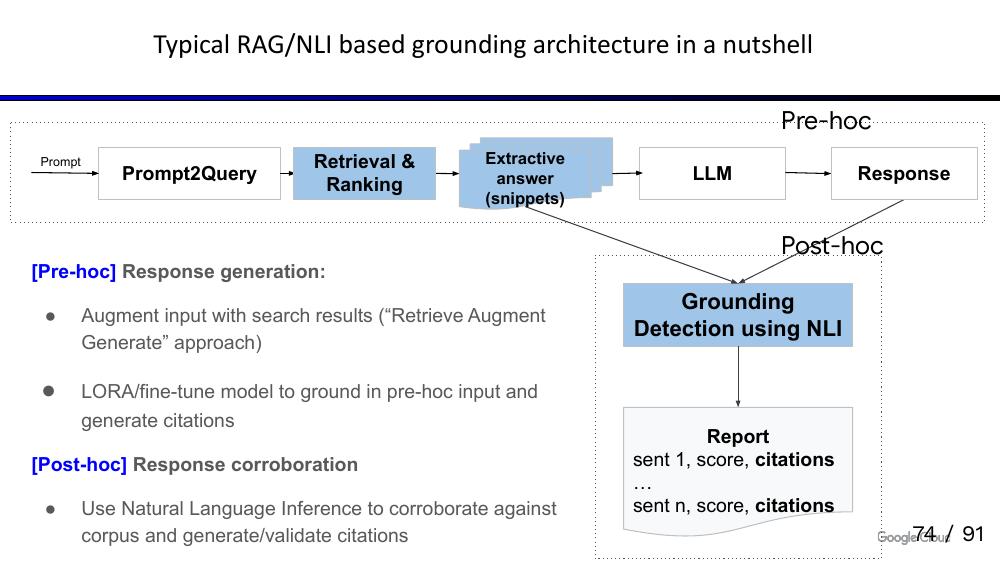 Typical RAG/NLI based grounding architecture in a nutshell
Pre-hoc
Prompt
Prompt2Query
Retrieval &
Ranking
Extractive
answer
(snippets)
LLM
Response
Post-hoc
[Pre-hoc] Response generation:
● Augment input with search results (“Retrieve Augment
Generate” approach)
● LORA/fine-tune model to ground in pre-hoc input and
generate citations
[Post-hoc] Response corroboration
● Use Natural Language Inference to corroborate against
corpus and generate/validate citations
Grounding
Detection using NLI
Report
sent 1, score, citations
…
sent n, score, citations
Google Cloud
74 / 91